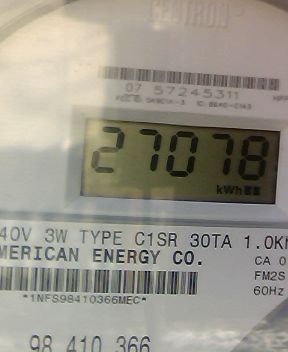 CENTRON
07 57245311
27078
kWh
40V 3W TYPE C1SR 30TA 1.0K
MERICAN ENERGY CO.
CA 0
FM2S
60Hz
*1NFS98410366MEC*
98 410 366